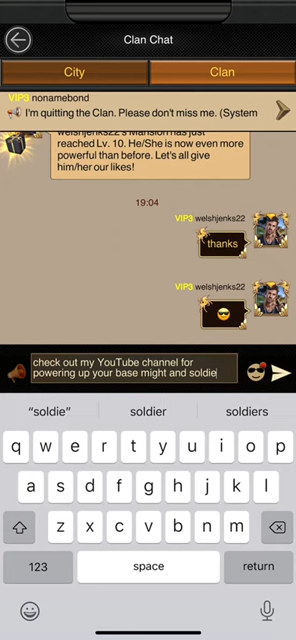 Clan Chat
City
Clan
VIP3 nonamebond
I'm quitting the Clan. Please don't miss me. (System
welshjenks22's Mansion has just
reached Lv. 10. He/She is now even more
powerful than before. Let's all give
him/her our likes!
19:04
VIP3 welshjenks22
thanks
VIP3 welshjenks22
check out my YouTube channel for
powering up your base might and soldie
"soldie"
soldier
soldiers
q w e r t y u i o p
a s d f g h j k l
z x c v b n m
123
space
return